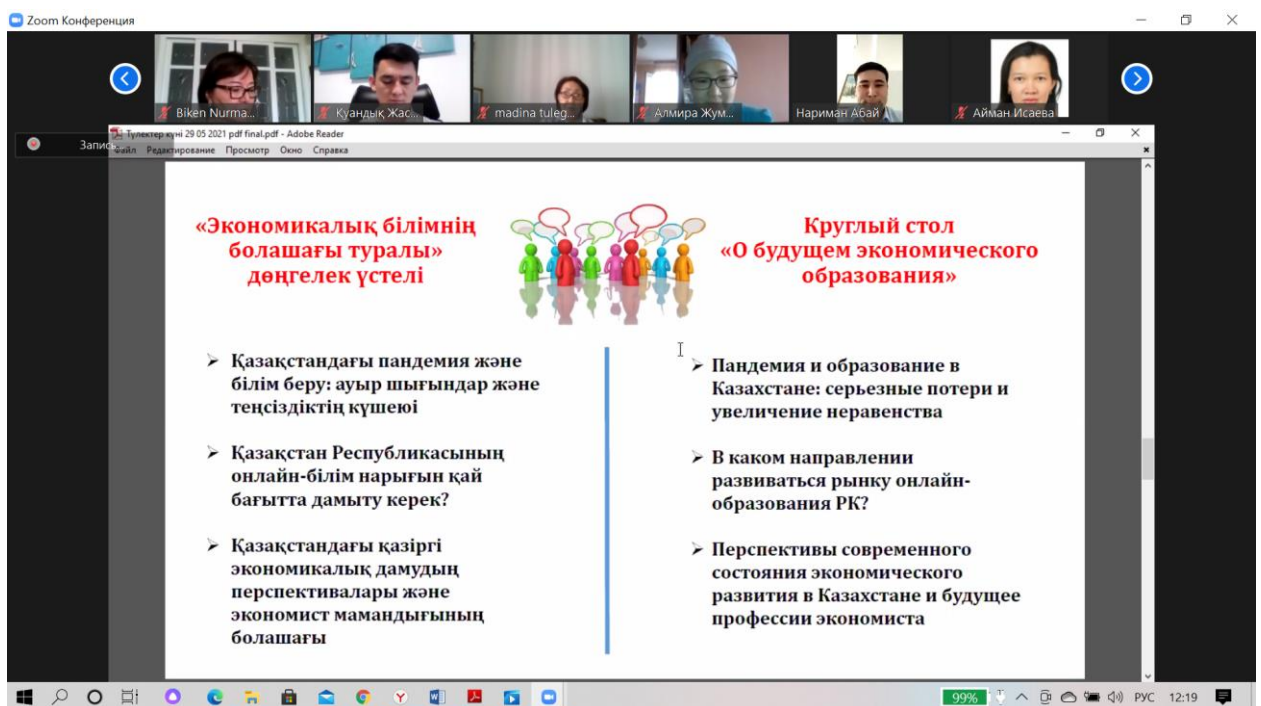 Zoom Конференция
Biken Nurma...
Куандық Жас...
madina tuleg...
Алмира Жум...
Нариман Абай
Айман Исаева
Түлектер күні 29 05 2021 pdf final.pdf - Adobe Reader
Запись
Файл Редактирование Просмотр Окно Справка
«Экономикалық білімнің
болашағы туралы»
дөңгелек үстелі
Круглый стол
«О будущем экономического
образования»
➢ Қазақстандағы пандемия және
білім беру: ауыр шығындар және
теңсіздіктің күшеюі
➢ Қазақстан Республикасының
онлайн-білім нарығын қай
бағытта дамыту керек?
➢ Қазақстандағы қазіргі
экономикалық дамудың
перспективалары және
экономист мамандығының
болашағы
➢ Пандемия и образование в
Казахстане: серьезные потери и
увеличение неравенства
➢ В каком направлении
развиваться рынку онлайн-
образования РК?
➢ Перспективы современного
состояния экономического
развития в Казахстане и будущее
профессии экономиста
99% РУС 12:19